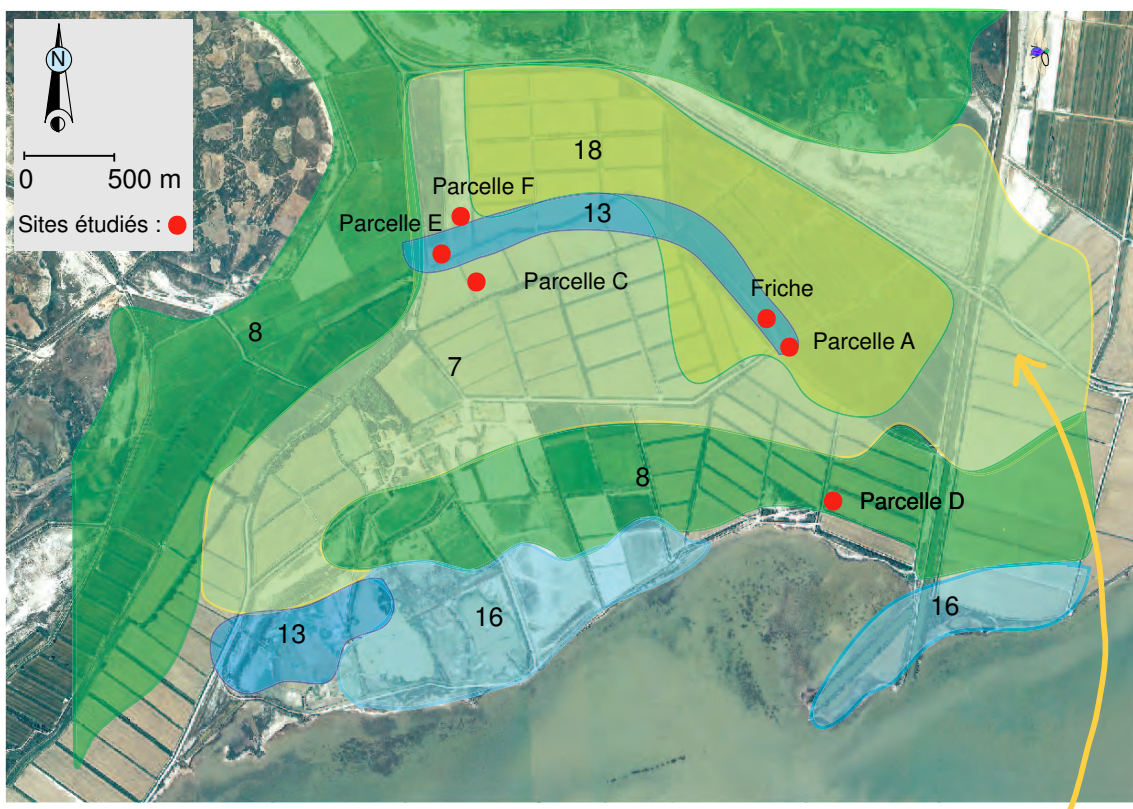 N
0 500 m
Sites étudiés :
18
Parcelle F
13
Parcelle E
Parcelle C
Friche
Parcelle A
8
7
8
Parcelle D
16
13
16